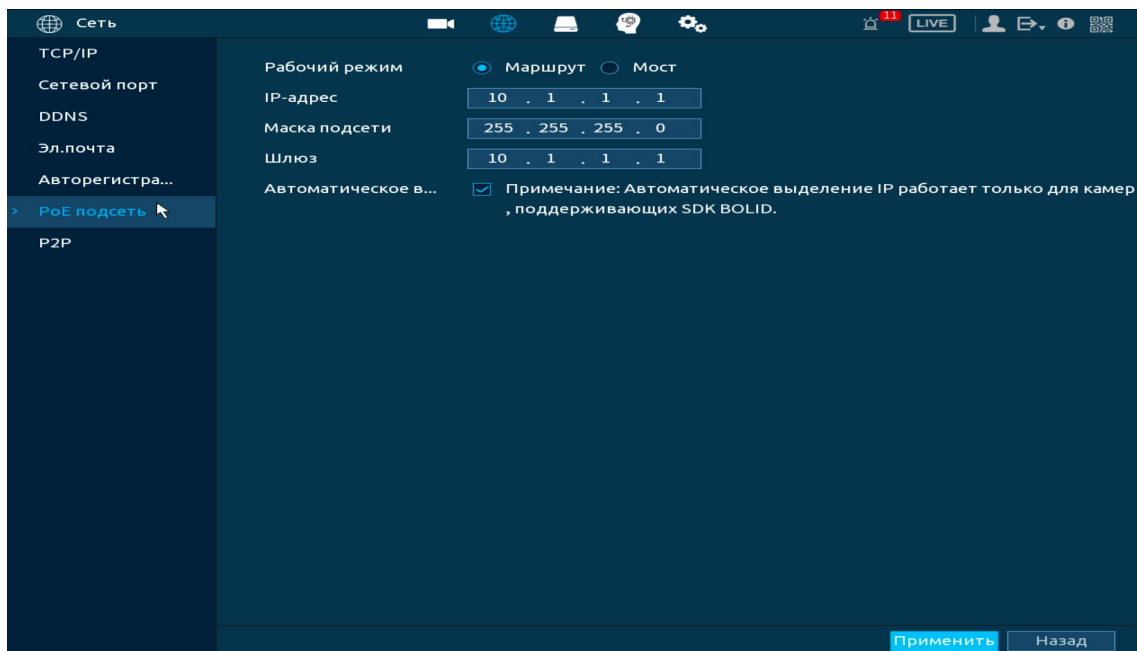 Сеть
11
LIVE
TCP/IP
Сетевой порт
DDNS
Эл.почта
Авторегистра...
PoE подсеть
P2P
Рабочий режим Маршрут Мост
IP-адрес 10 . 1 . 1 . 1
Маска подсети 255 . 255 . 255 . 0
Шлюз 10 . 1 . 1 . 1
Автоматическое в... Примечание: Автоматическое выделение IP работает только для камер
, поддерживающих SDK BOLID.
Применить Назад